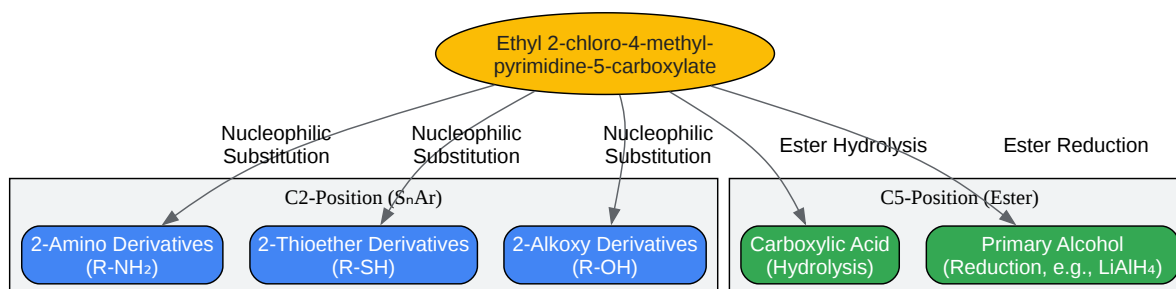 Ethyl 2-chloro-4-methyl-
pyrimidine-5-carboxylate
Nucleophilic
Substitution
Nucleophilic
Substitution
Nucleophilic
Substitution
Ester Hydrolysis
Ester Reduction
C2-Position (SₙAr)
2-Amino Derivatives
(R-NH₂)
2-Thioether Derivatives
(R-SH)
2-Alkoxy Derivatives
(R-OH)
C5-Position (Ester)
Carboxylic Acid
(Hydrolysis)
Primary Alcohol
(Reduction, e.g., LiAlH₄)